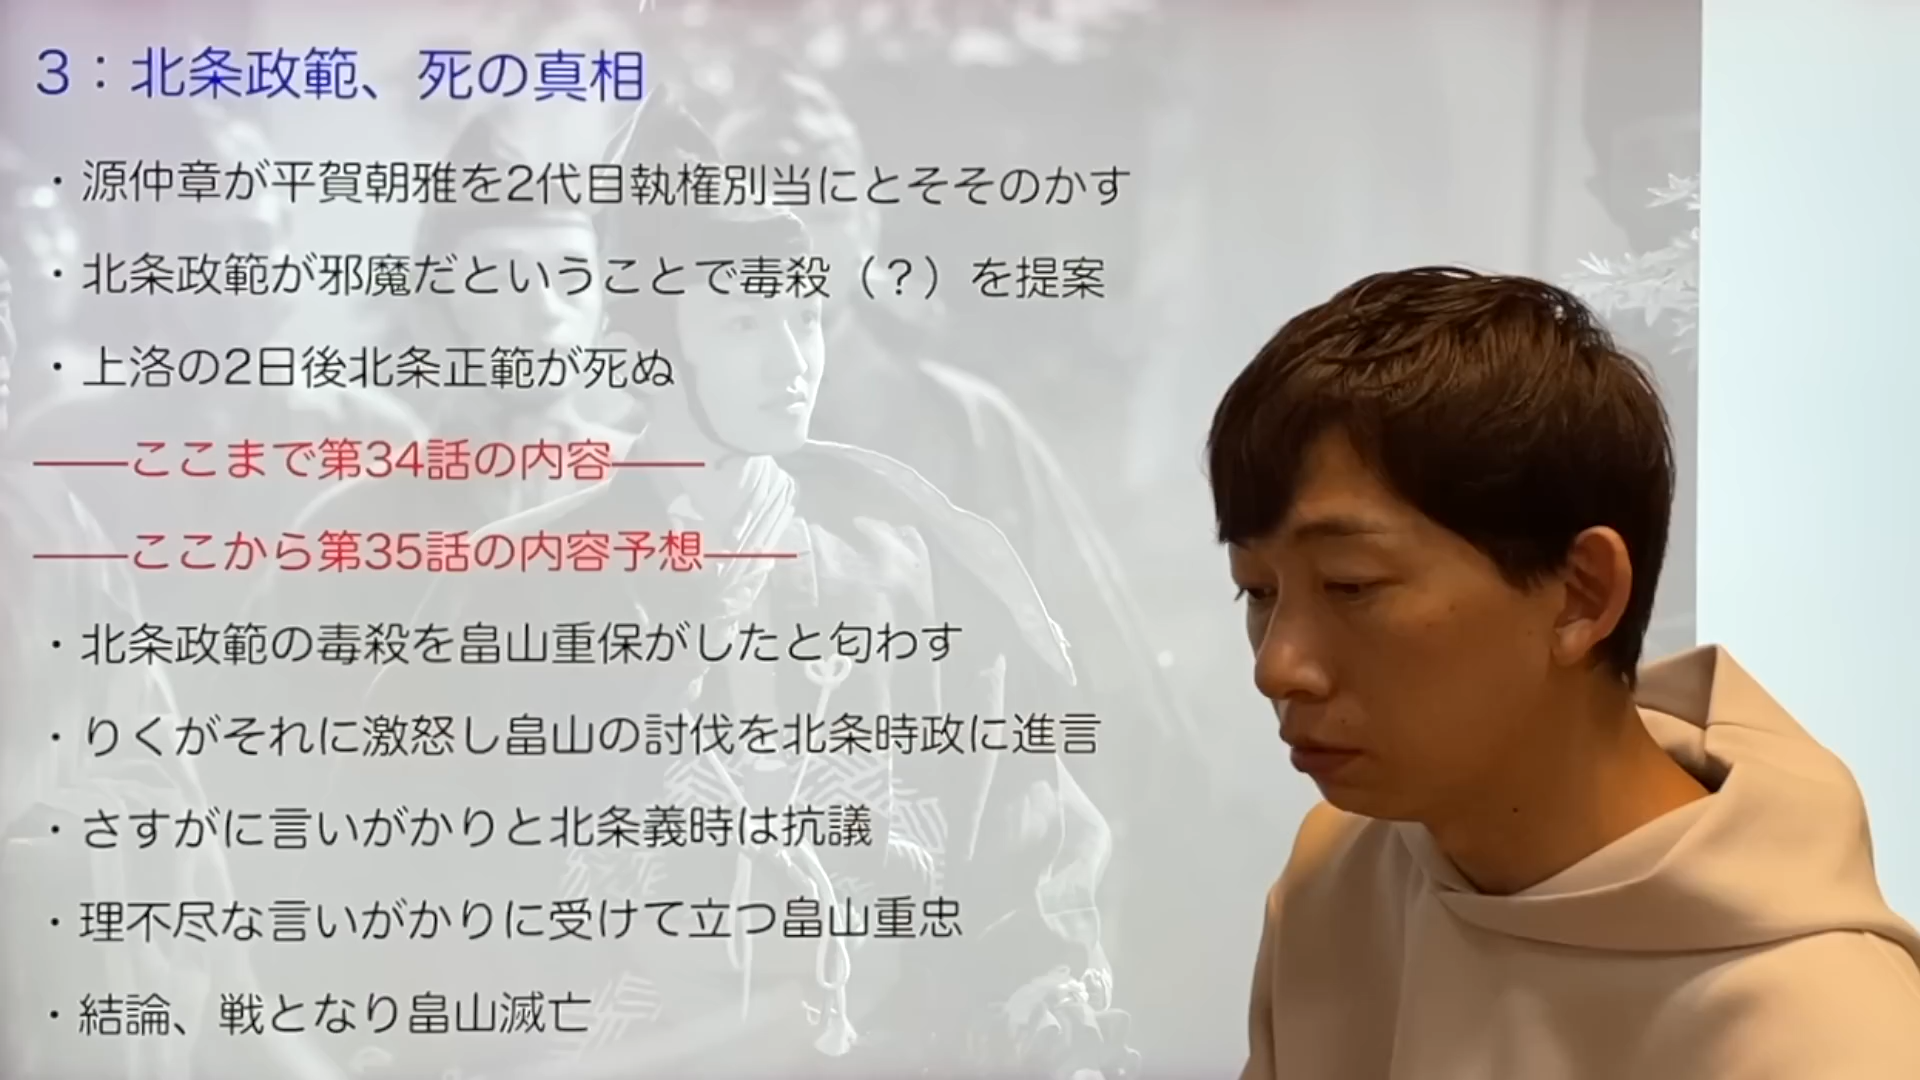 3：北条政範、死の真相
・源仲章が平賀朝雅を2代目執権別当にとそそのかす
・北条政範が邪魔だということで毒殺（？）を提案
・上洛の2日後北条正範が死ぬ
――ここまで第34話の内容――
――ここから第35話の内容予想――
・北条政範の毒殺を畠山重保がしたと匂わす
・りくがそれに激怒し畠山の討伐を北条時政に進言
・さすがに言いがかりと北条義時は抗議
・理不尽な言いがかりに受けて立つ畠山重忠
・結論、戦となり畠山滅亡